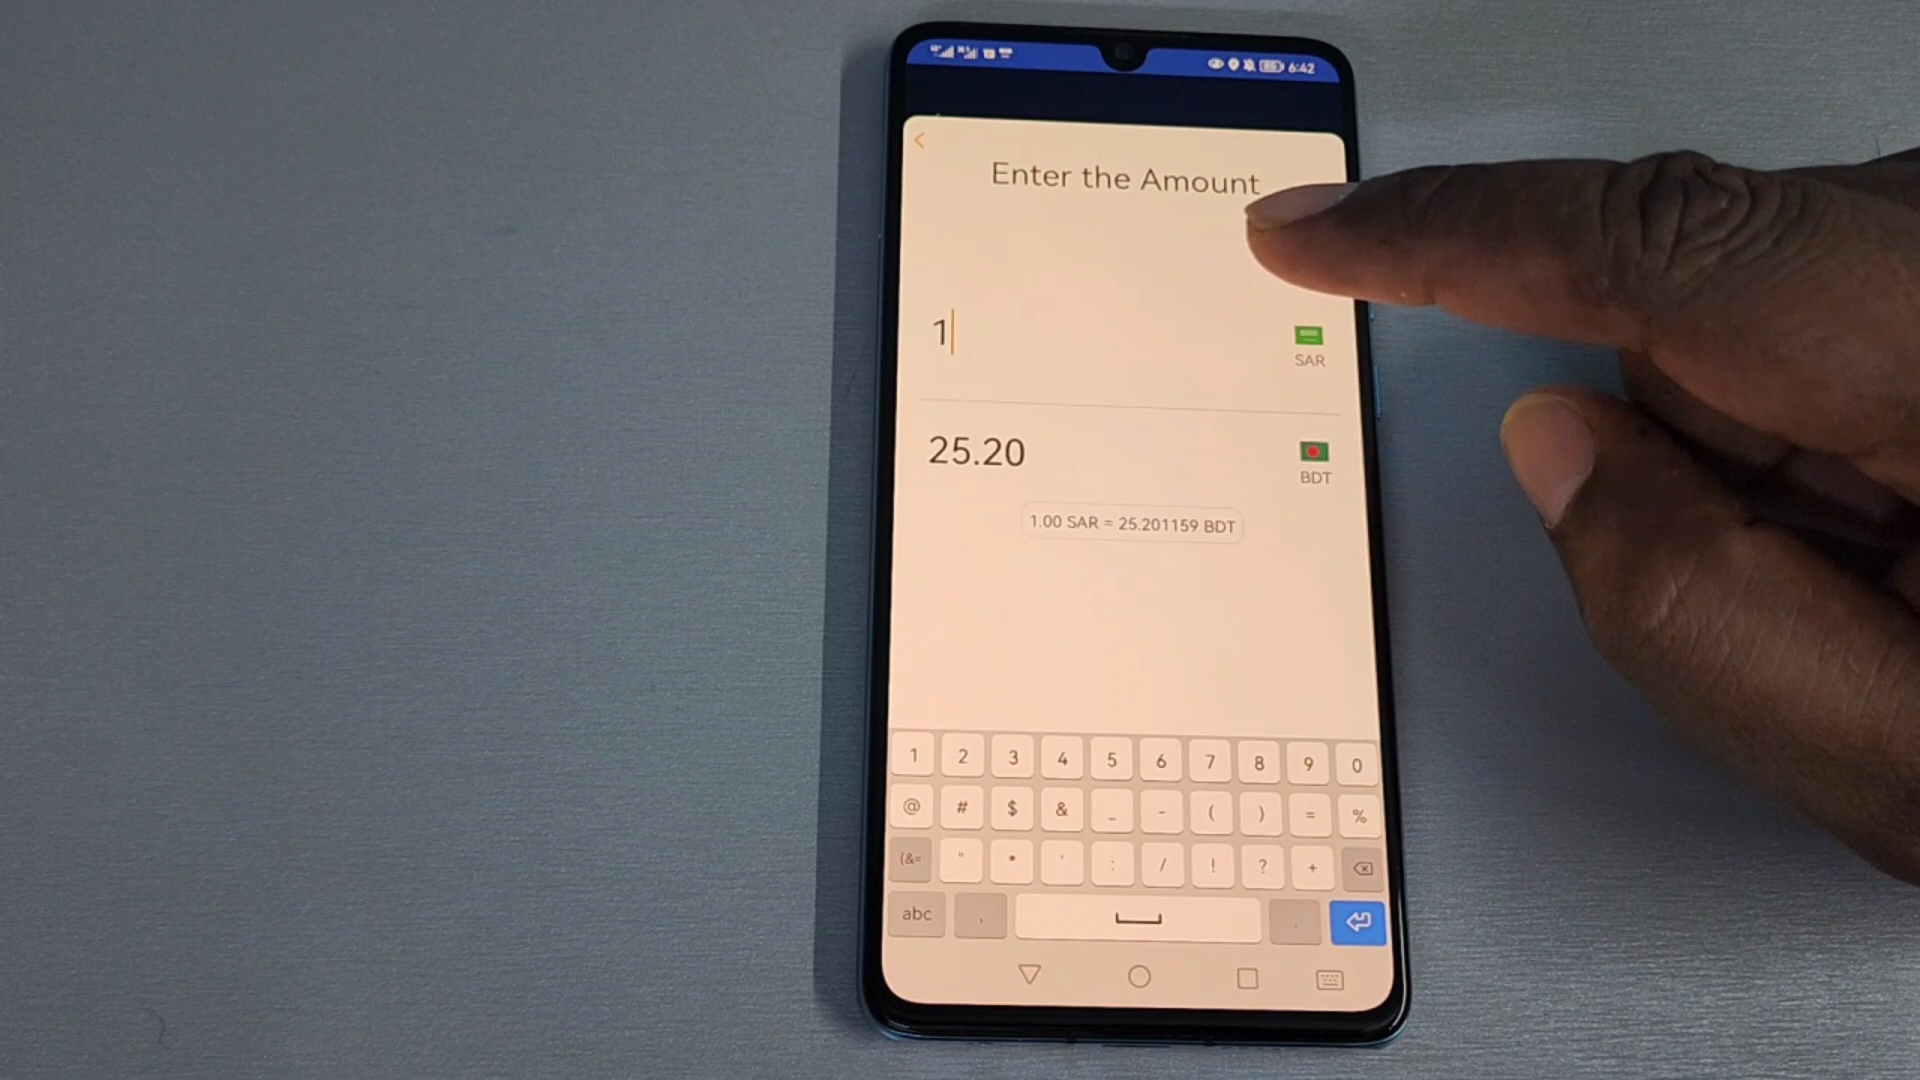 6:42
<
Enter the Amount
1
SAR
25.20
BDT
1.00 SAR = 25.201159 BDT
1 2 3 4 5 6 7 8 9 0
@ # $ & _ - ( ) = %
{&= " * ' : / ! ? +
abc , .